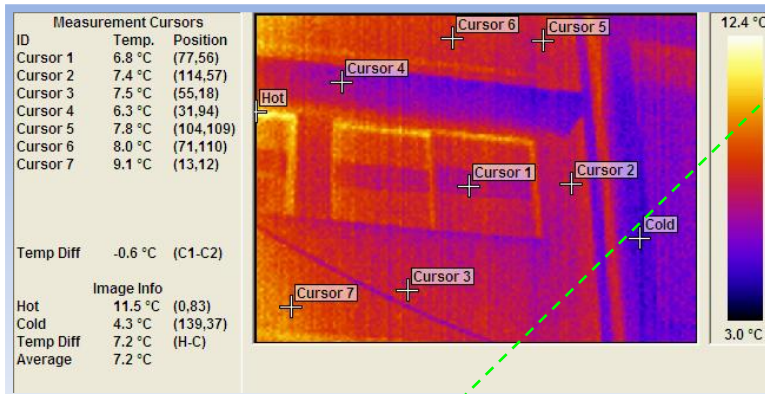 Measurement Cursors
ID Temp. Position
Cursor 1 6.8 °C (77,56)
Cursor 2 7.4 °C (114,57)
Cursor 3 7.5 °C (55,18)
Cursor 4 6.3 °C (31,94)
Cursor 5 7.8 °C (104,109)
Cursor 6 8.0 °C (71,110)
Cursor 7 9.1 °C (13,12)
Temp Diff -0.6 °C (C1-C2)
Image Info
Hot 11.5 °C (0,83)
Cold 4.3 °C (139,37)
Temp Diff 7.2 °C (H-C)
Average 7.2 °C
Cursor 6
Cursor 5
Cursor 4
Hot
Cursor 1
Cursor 2
Cold
Cursor 3
Cursor 7
12.4 °C
3.0 °C